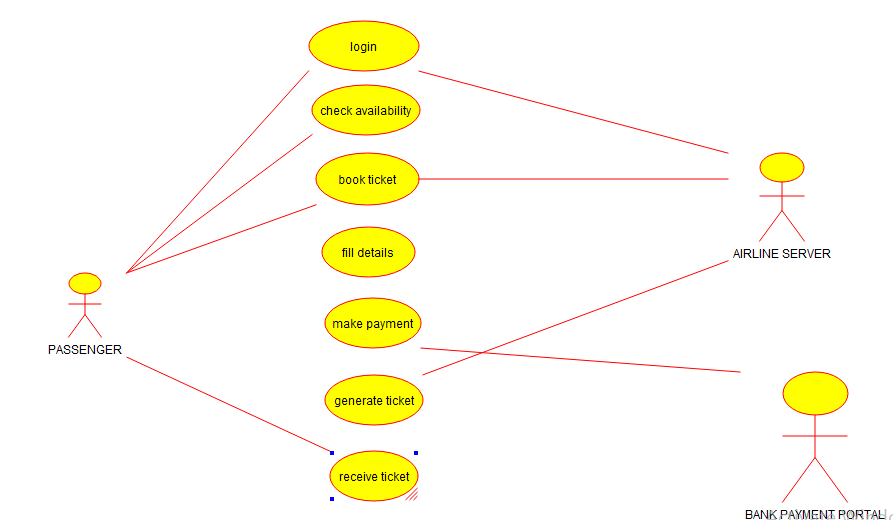 login
check availability
book ticket
fill details
make payment
generate ticket
receive ticket
PASSENGER
AIRLINE SERVER
BANK PAYMENT PORTAL